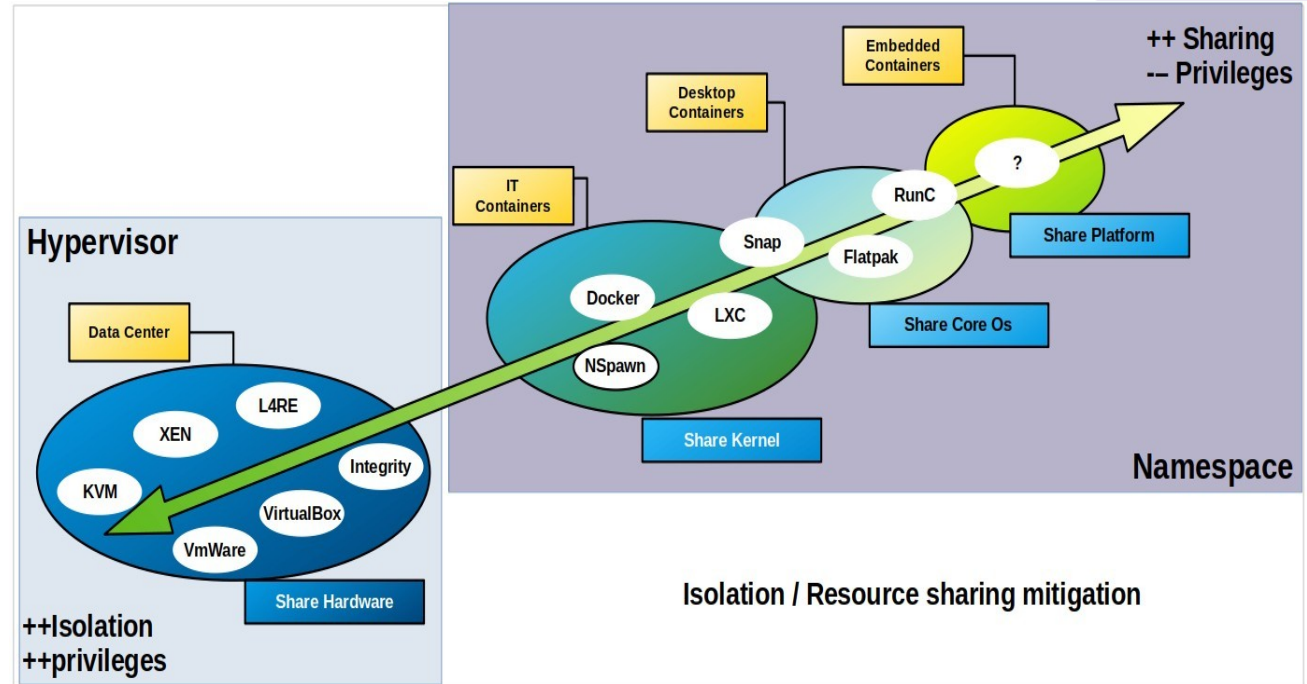 ++ Sharing
-- Privileges
Embedded
Containers
Desktop
Containers
?
IT
Containers
RunC
Share Platform
Hypervisor
Snap
Flatpak
Docker
LXC
Share Core Os
Data Center
NSpawn
L4RE
XEN
Share Kernel
Integrity
Namespace
KVM
VirtualBox
VmWare
Share Hardware
Isolation / Resource sharing mitigation
++Isolation
++privileges